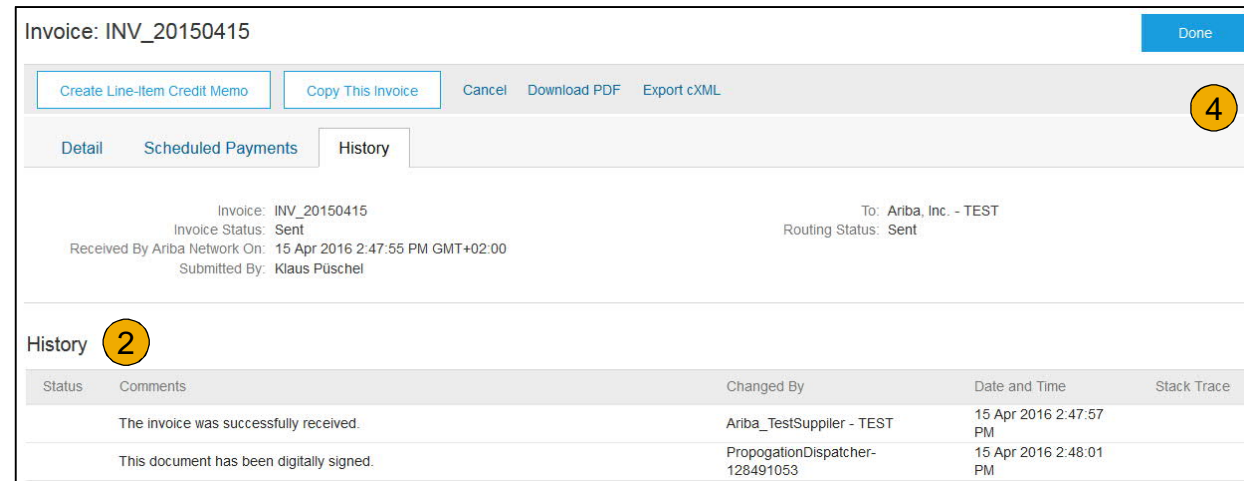 Invoice: INV_20150415
Done
Create Line-Item Credit Memo Copy This Invoice Cancel Download PDF Export cXML
4
Detail Scheduled Payments History
Invoice: INV_20150415 To: Ariba, Inc. - TEST
Invoice Status: Sent Routing Status: Sent
Received By Ariba Network On: 15 Apr 2016 2:47:55 PM GMT+02:00
Submitted By: Klaus Püschel
History 2
Status Comments Changed By Date and Time Stack Trace
The invoice was successfully received. Ariba_TestSuppiler - TEST 15 Apr 2016 2:47:57
PM
This document has been digitally signed. PropogationDispatcher- 15 Apr 2016 2:48:01
128491053 PM